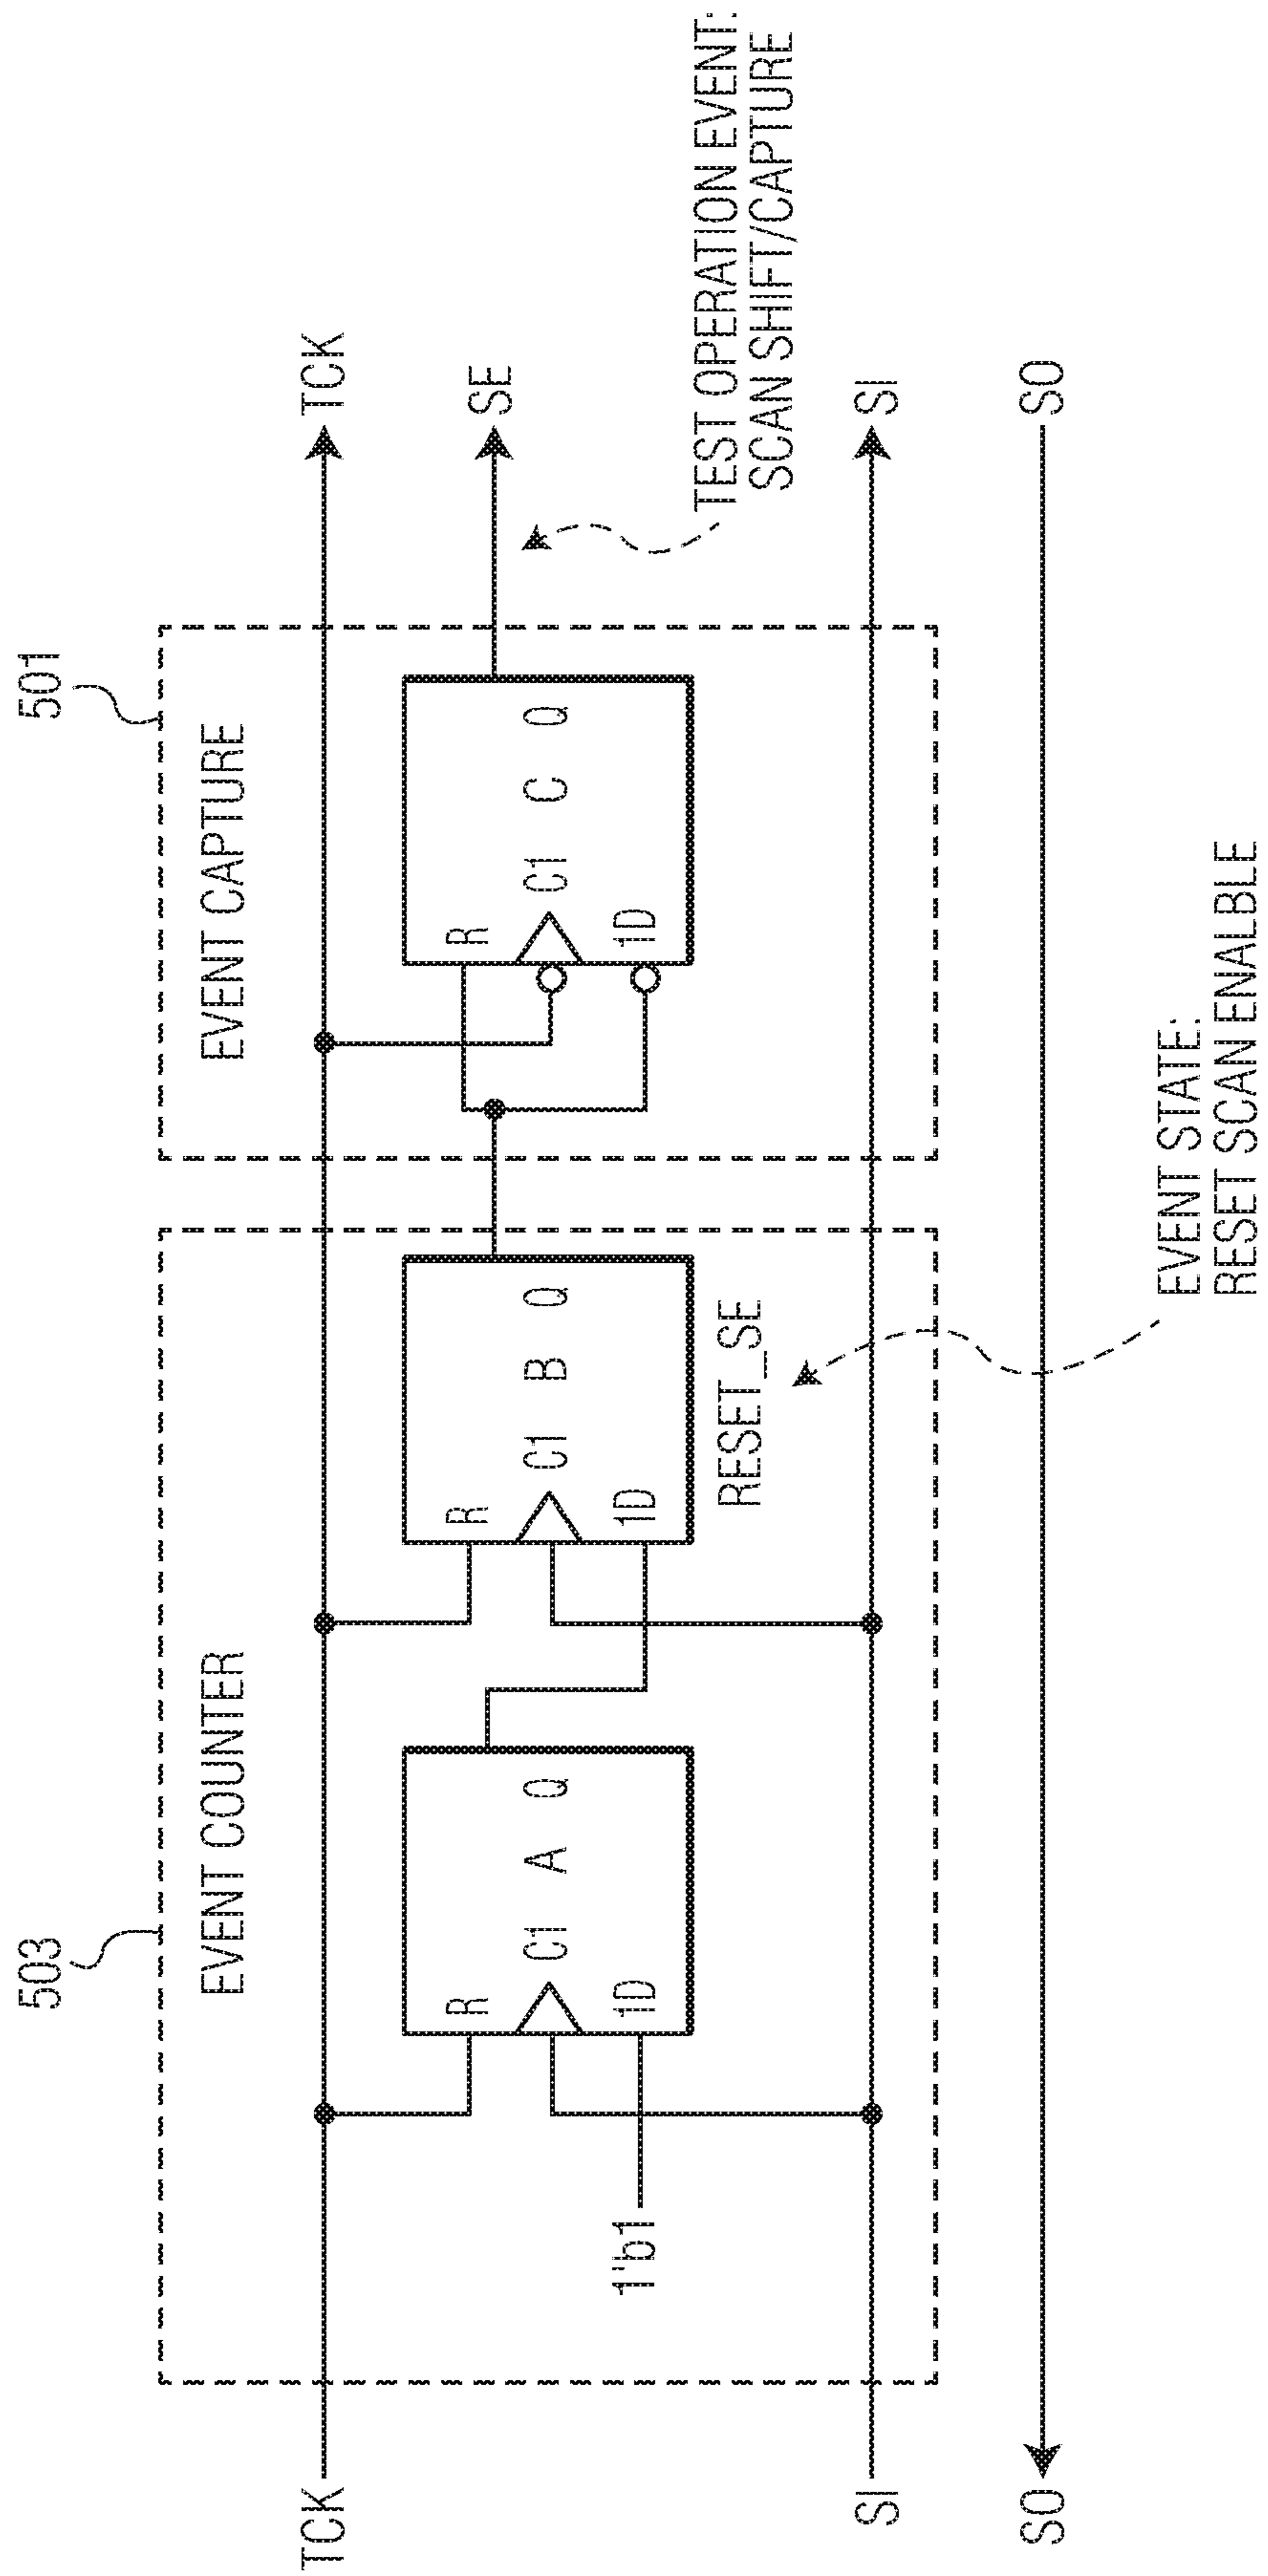 503
501
EVENT COUNTER
EVENT CAPTURE
TCK
TCK
R
C1 A Q
1D
R
C1 B Q
1D
R
C1 C Q
1D
SE
1'b1
RESET_SE
TEST OPERATION EVENT:
SCAN SHIFT/CAPTURE
SI
SI
SO
SO
EVENT STATE:
RESET SCAN ENALBLE